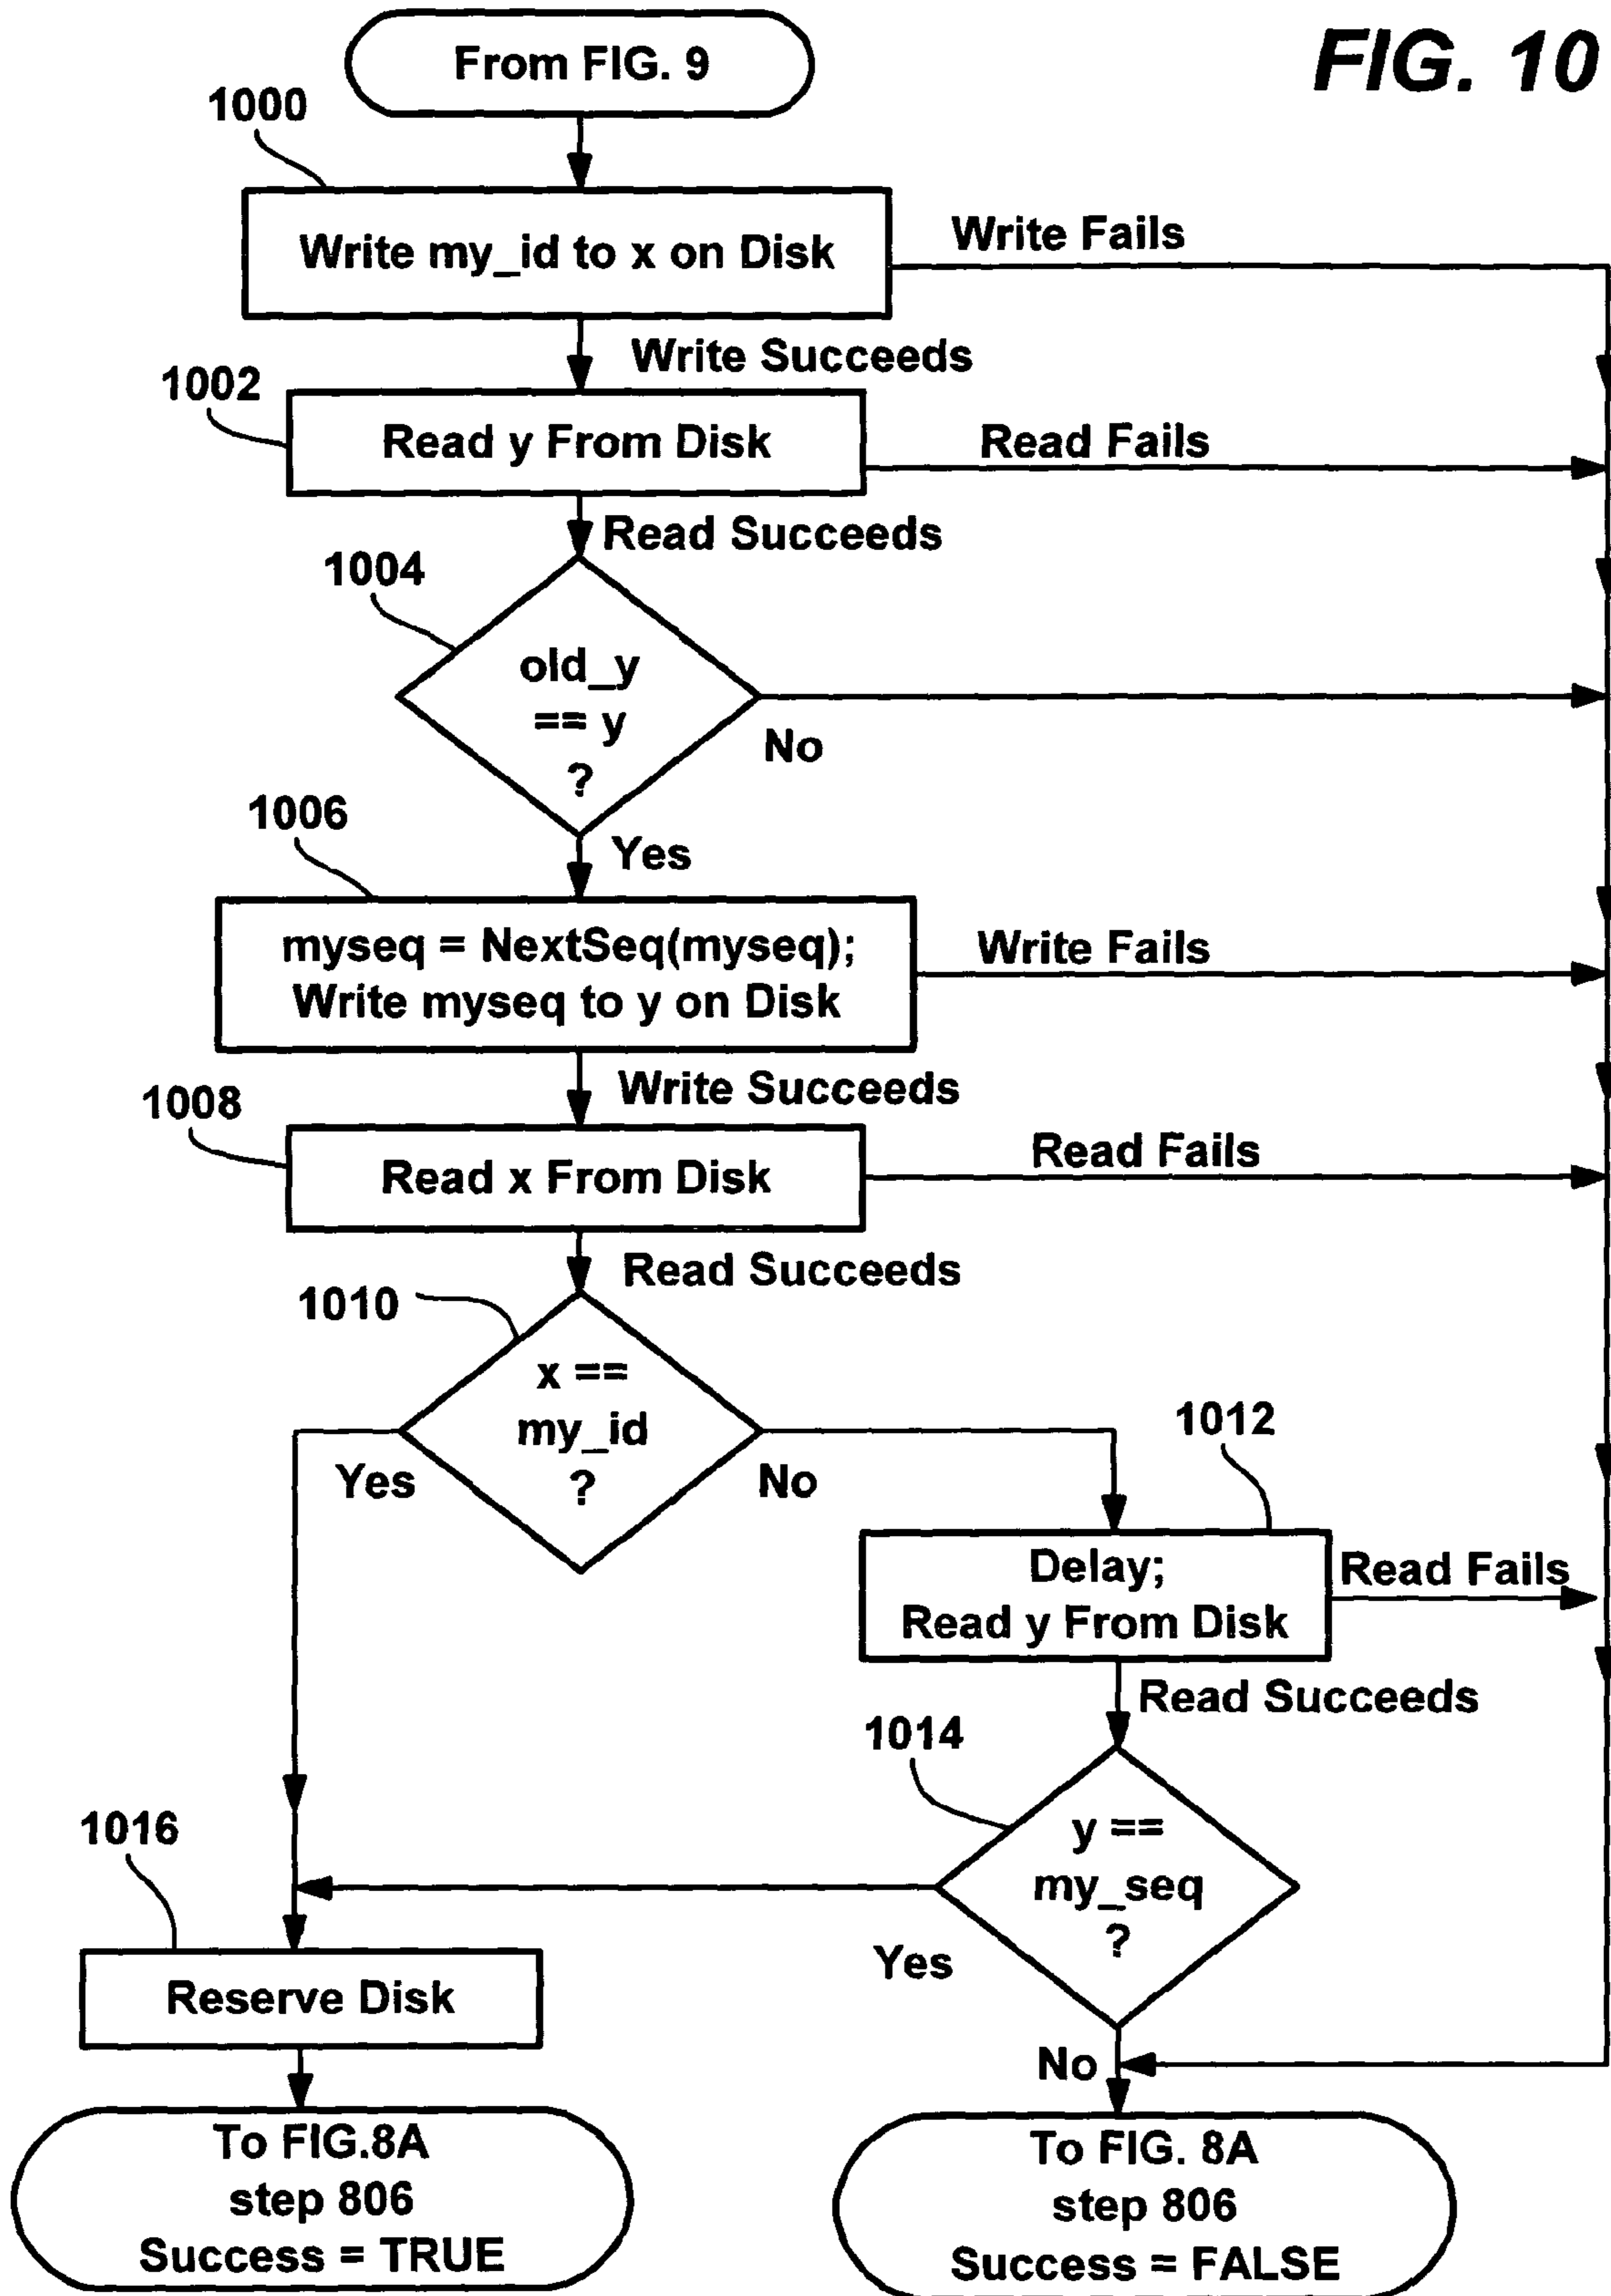 FIG. 10
From FIG. 9
1000
Write my_id to x on Disk
Write Fails
Write Succeeds
1002
Read y From Disk
Read Fails
Read Succeeds
1004
old_y
== y
?
No
Yes
1006
myseq = NextSeq(myseq);
Write myseq to y on Disk
Write Fails
Write Succeeds
1008
Read x From Disk
Read Fails
Read Succeeds
1010
x ==
my_id
?
Yes
No
1012
Delay;
Read y From Disk
Read Fails
Read Succeeds
1014
y ==
my_seq
?
Yes
No
1016
Reserve Disk
To FIG.8A
step 806
Success = TRUE
To FIG. 8A
step 806
Success = FALSE